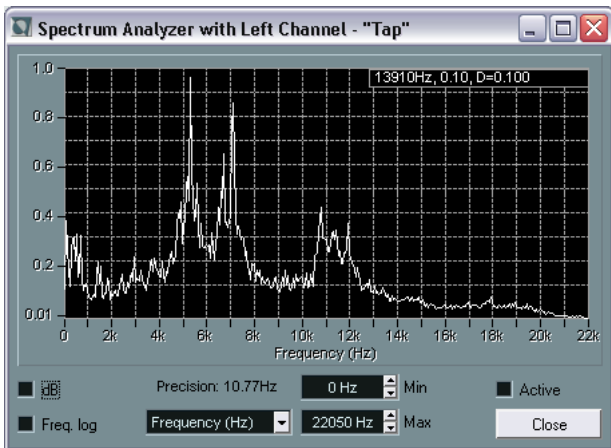 Spectrum Analyzer with Left Channel - "Tap"
13910Hz, 0.10, D=0.100
1.0
0.8
0.6
0.4
0.2
0.01
0 2k 4k 6k 8k 10k 12k 14k 16k 18k 20k 22k
Frequency (Hz)
dB Precision: 10.77Hz 0 Hz Min Active
Freq. log Frequency (Hz) 22050 Hz Max Close